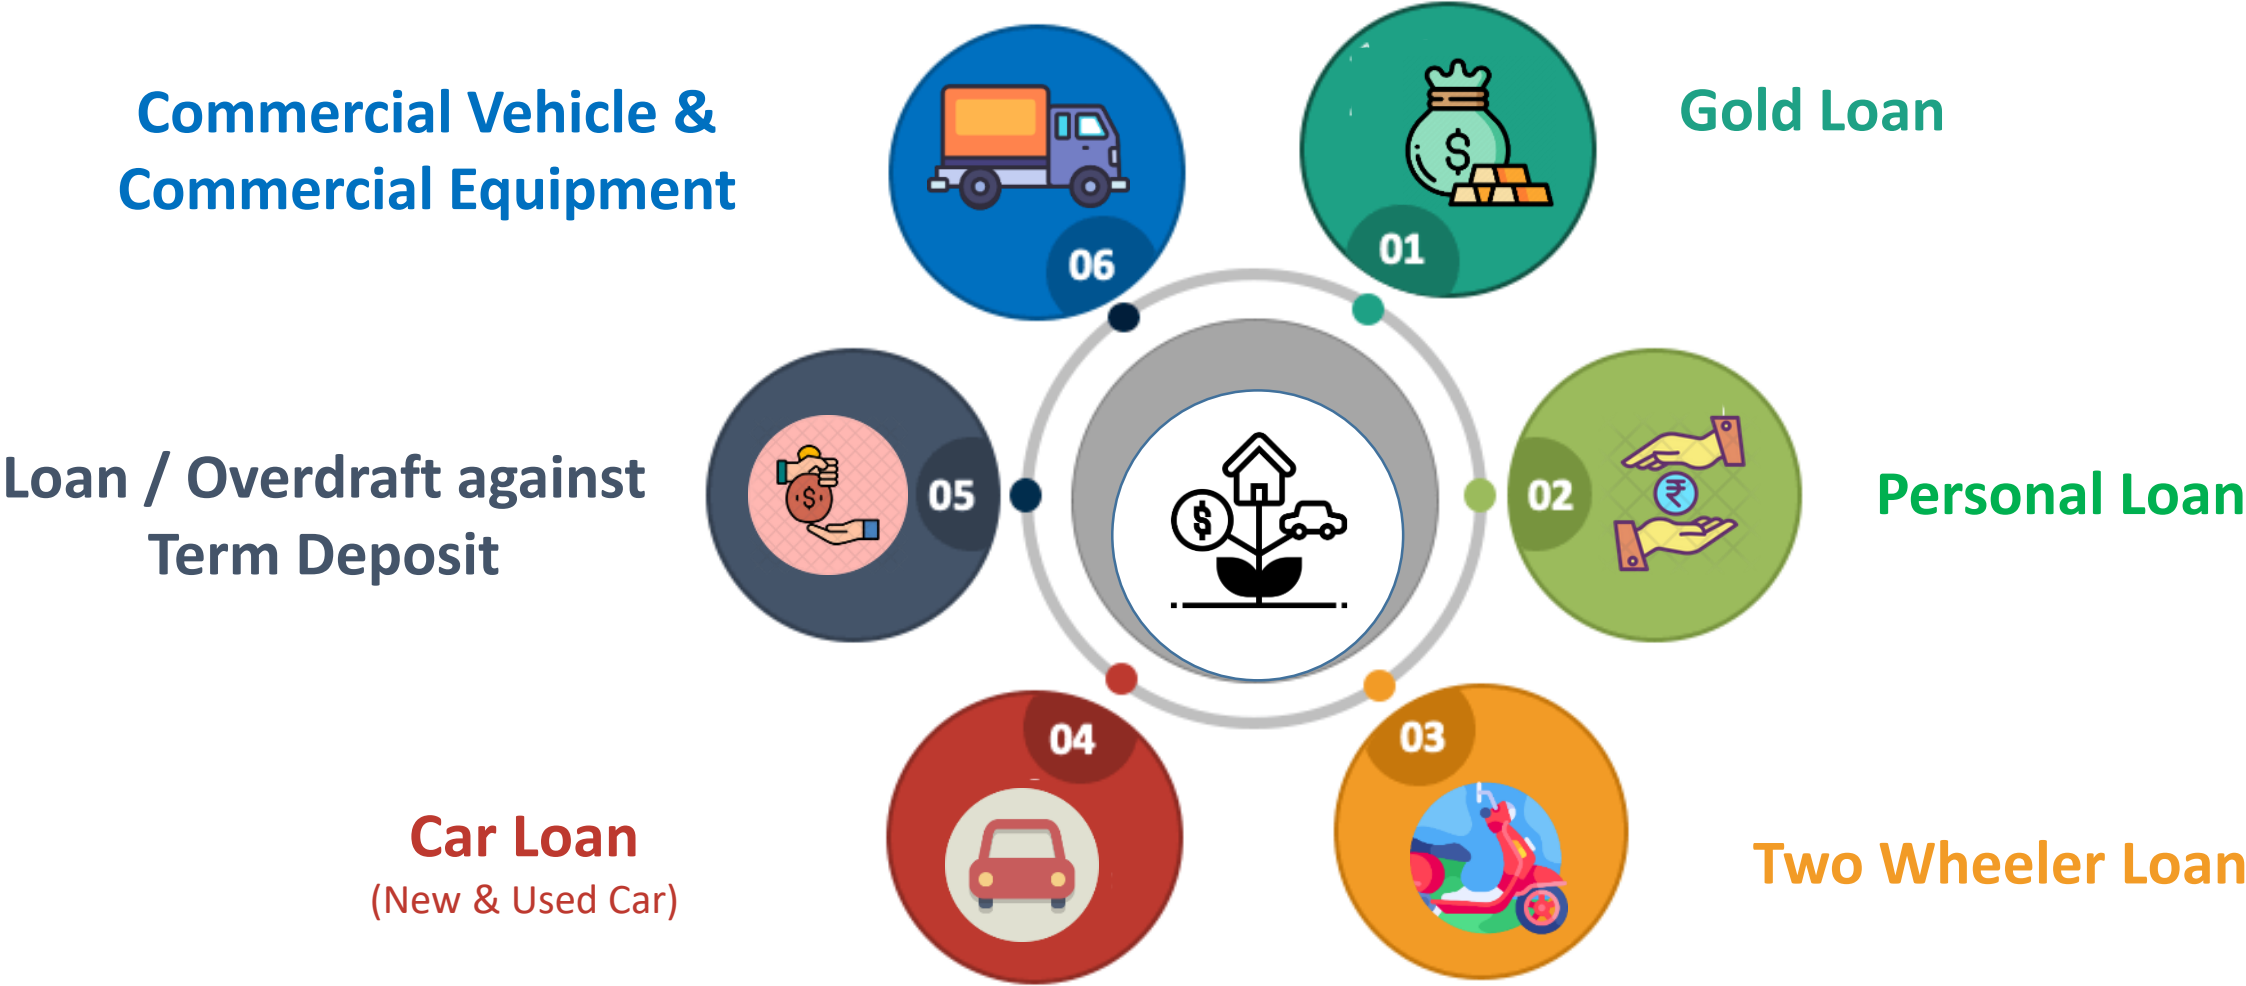 Gold Loan
01
Personal Loan
₹
02
Two Wheeler Loan
03
Car Loan
(New & Used Car)
04
Loan / Overdraft against
Term Deposit
$
05
Commercial Vehicle &
Commercial Equipment
06
$
$